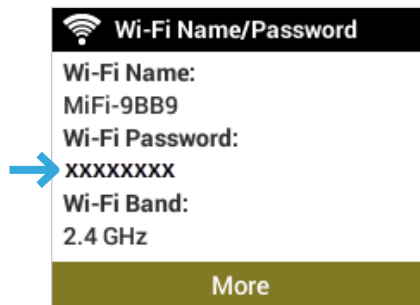 Wi-Fi Name/Password
Wi-Fi Name:
MiFi-9BB9
Wi-Fi Password:
xxxxxxxx
Wi-Fi Band:
2.4 GHz
More